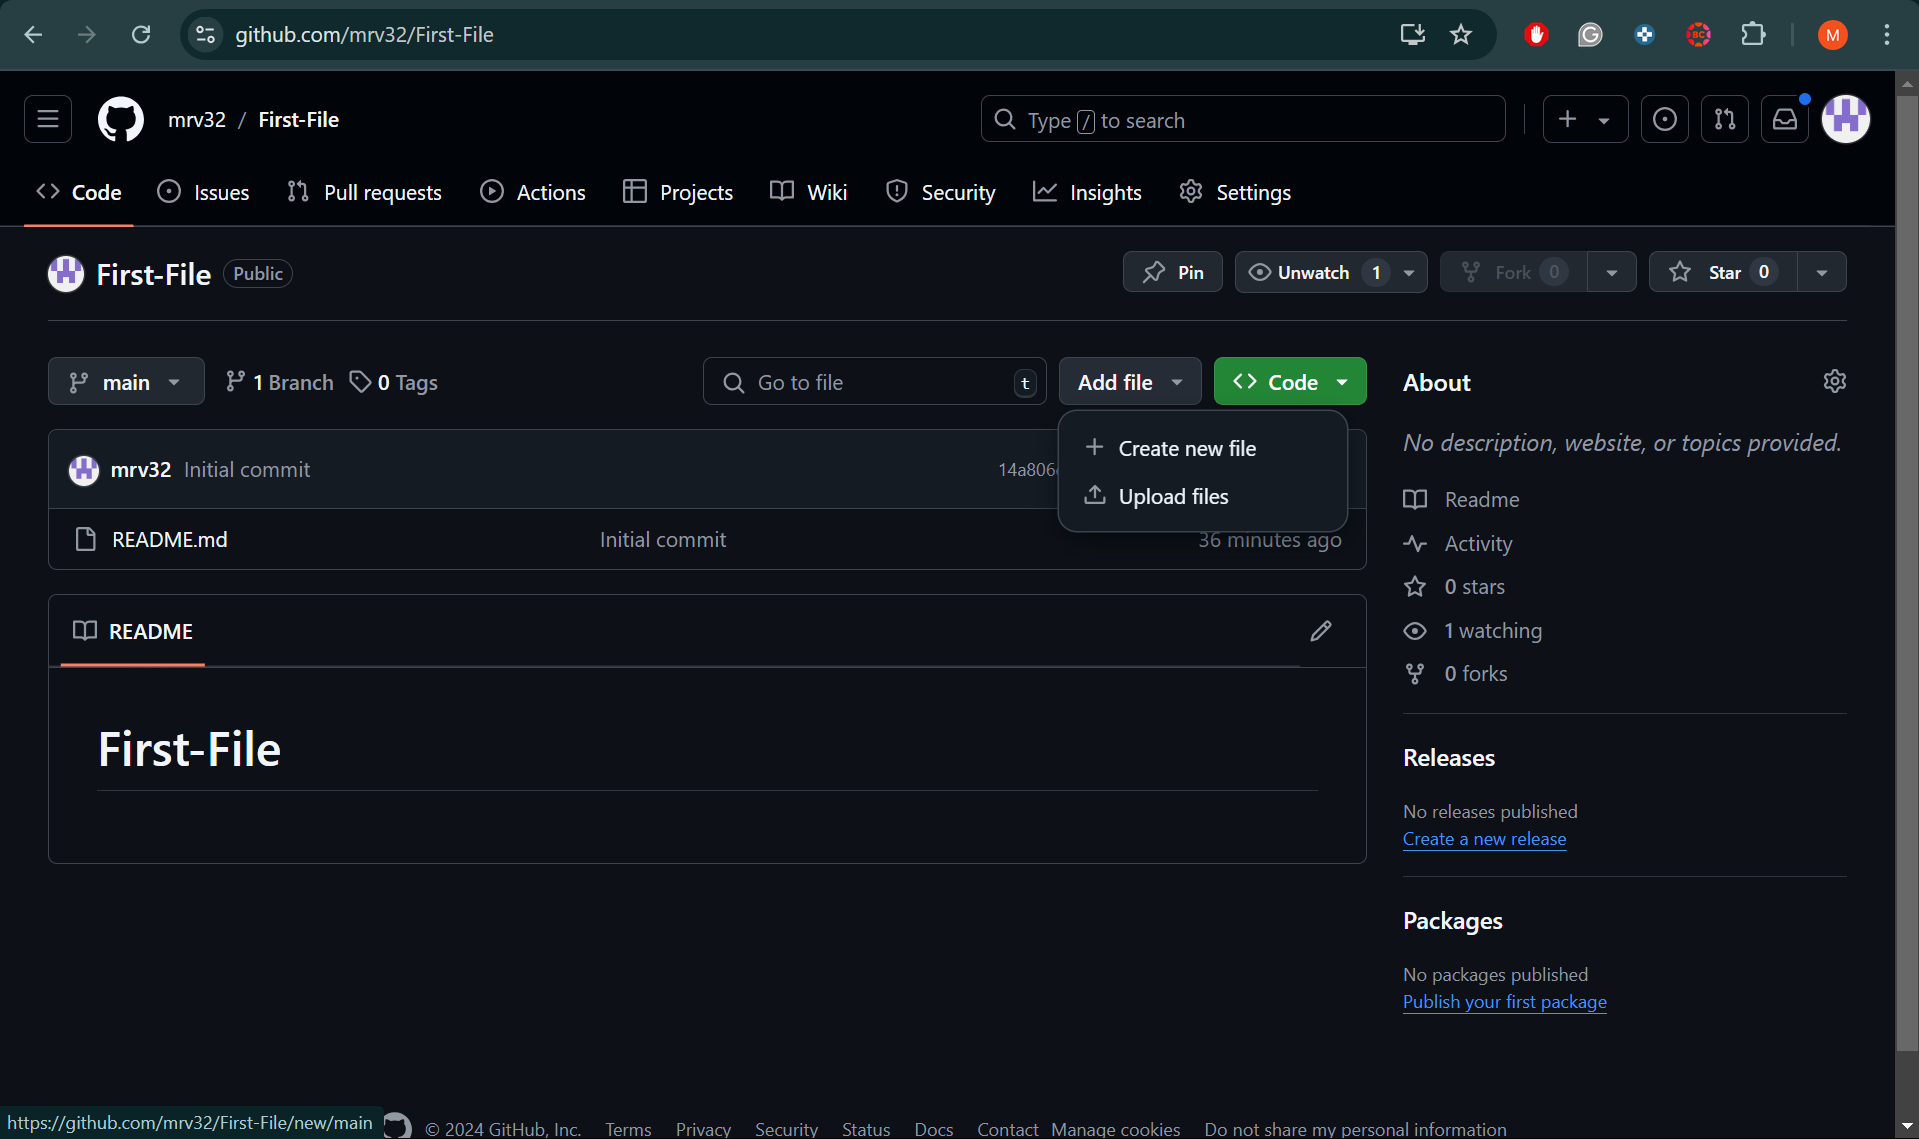 github.com/mrv32/First-File
M
mrv32 / First-File
Type / to search
Code Issues Pull requests Actions Projects Wiki Security Insights Settings
First-File Public
Pin
Unwatch 1
Fork 0
Star 0
main
1 Branch
0 Tags
Go to file t
Add file
Code
Create new file
Upload files
mrv32 Initial commit 14a806
README.md Initial commit 36 minutes ago
README
First-File
About
No description, website, or topics provided.
Readme
Activity
0 stars
1 watching
0 forks
Releases
No releases published
Create a new release
Packages
No packages published
Publish your first package
https://github.com/mrv32/First-File/new/main
© 2024 GitHub, Inc. Terms Privacy Security Status Docs Contact Manage cookies Do not share my personal information